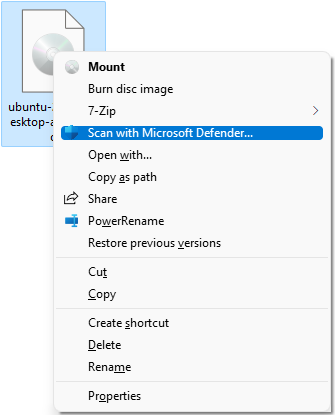 ubuntu-
esktop-a
Mount
Burn disc image
7-Zip
Scan with Microsoft Defender...
Open with...
Copy as path
Share
PowerRename
Restore previous versions
Cut
Copy
Create shortcut
Delete
Rename
Properties